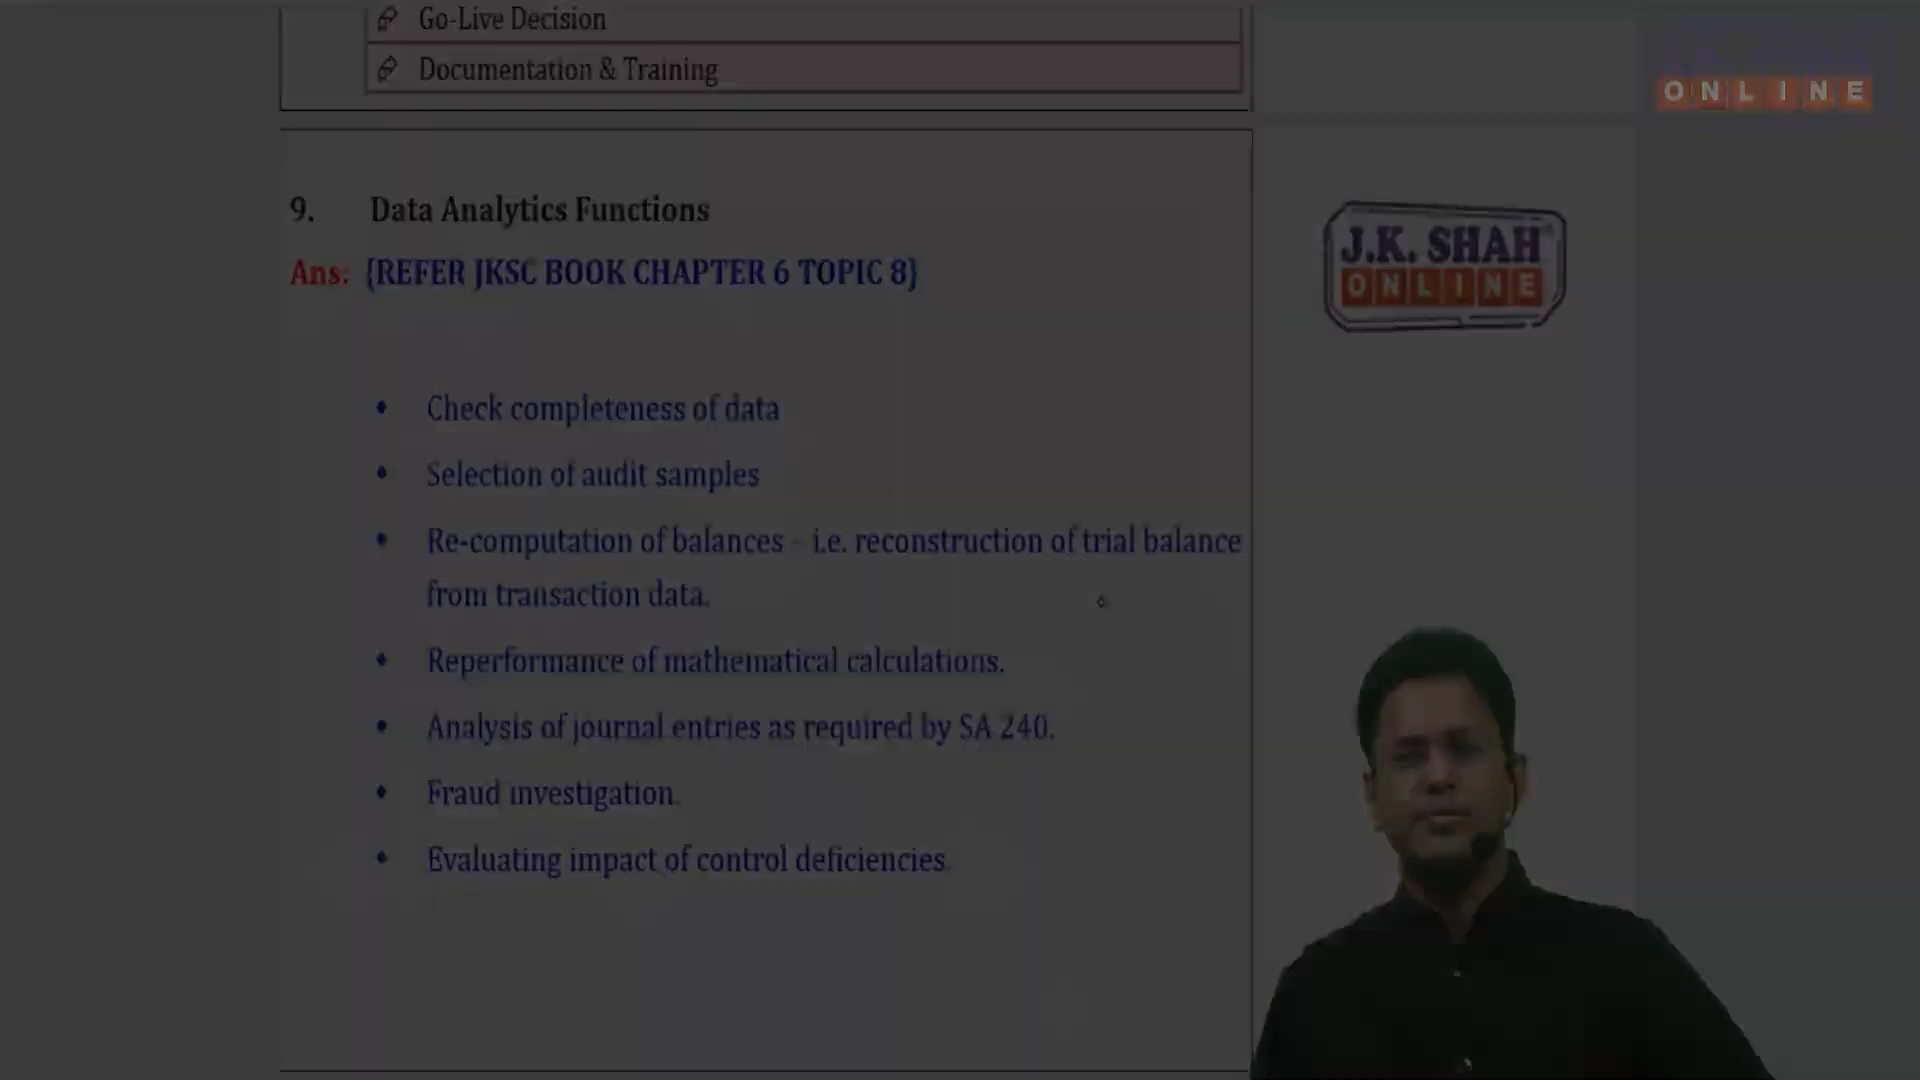 Go-Live Decision
Documentation & Training
ONLINE
9. Data Analytics Functions
Ans: {REFER JKSC BOOK CHAPTER 6 TOPIC 8}
J.K. SHAH
ONLINE
• Check completeness of data
• Selection of audit samples
• Re-computation of balances – i.e. reconstruction of trial balance
from transaction data.
• Reperformance of mathematical calculations.
• Analysis of journal entries as required by SA 240.
• Fraud investigation.
• Evaluating impact of control deficiencies.